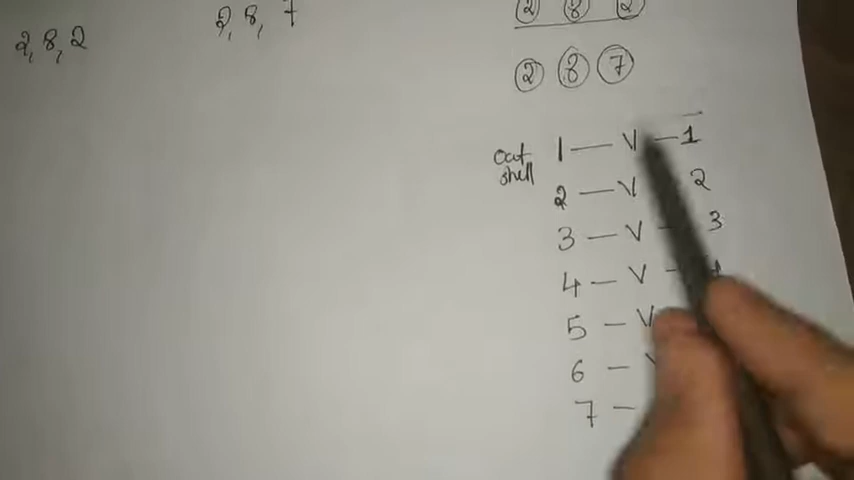 2, 8, 2
2, 8, 7
2 8 2
2 8 7
Out shell
1 — V — 1
2 — V 2
3 — V — 3
4 — V —
5 — V
6 —
7 —